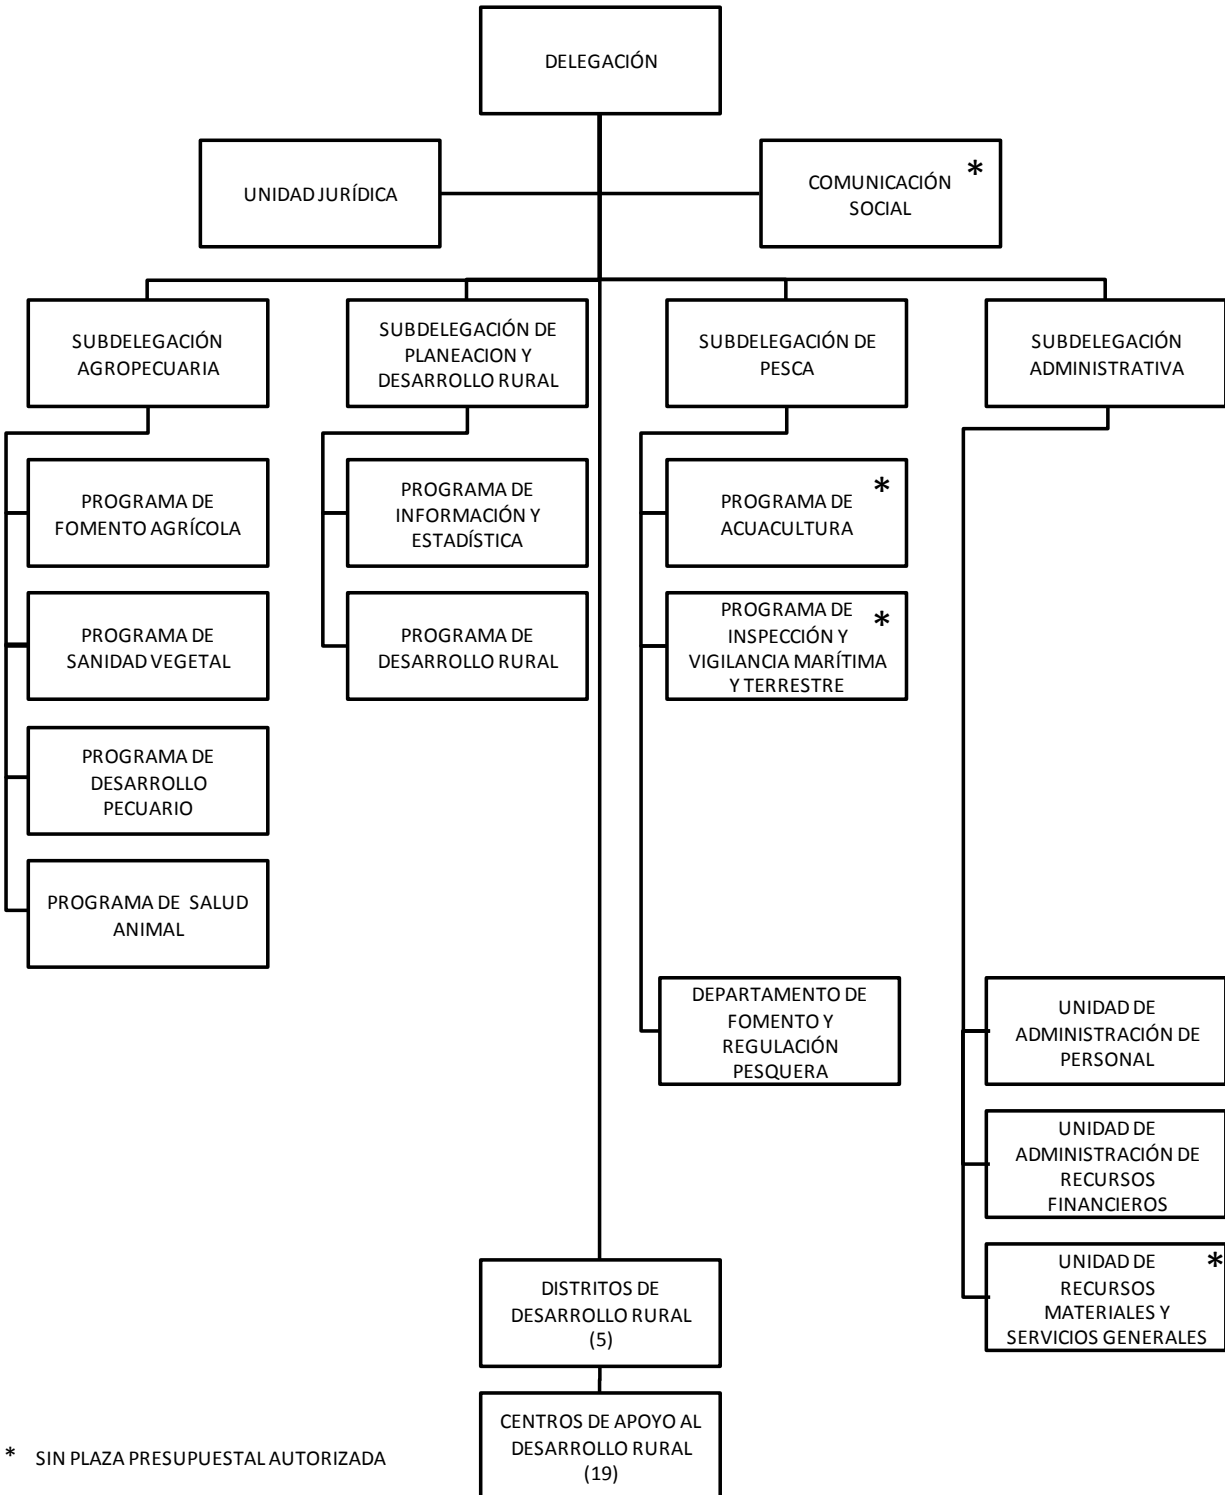 DELEGACIÓN
UNIDAD JURÍDICA
COMUNICACIÓN *
SOCIAL
SUBDELEGACIÓN
AGROPECUARIA
SUBDELEGACIÓN DE
PLANEACION Y
DESARROLLO RURAL
SUBDELEGACIÓN DE
PESCA
SUBDELEGACIÓN
ADMINISTRATIVA
PROGRAMA DE
FOMENTO AGRÍCOLA
PROGRAMA DE
INFORMACIÓN Y
ESTADÍSTICA
PROGRAMA DE *
ACUACULTURA
PROGRAMA DE
SANIDAD VEGETAL
PROGRAMA DE
DESARROLLO RURAL
PROGRAMA DE *
INSPECCIÓN Y
VIGILANCIA MARÍTIMA
Y TERRESTRE
PROGRAMA DE
DESARROLLO
PECUARIO
PROGRAMA DE SALUD
ANIMAL
DEPARTAMENTO DE
FOMENTO Y
REGULACIÓN
PESQUERA
UNIDAD DE
ADMINISTRACIÓN DE
PERSONAL
UNIDAD DE
ADMINISTRACIÓN DE
RECURSOS
FINANCIEROS
UNIDAD DE *
RECURSOS
MATERIALES Y
SERVICIOS GENERALES
DISTRITOS DE
DESARROLLO RURAL
(5)
CENTROS DE APOYO AL
DESARROLLO RURAL
(19)
* SIN PLAZA PRESUPUESTAL AUTORIZADA